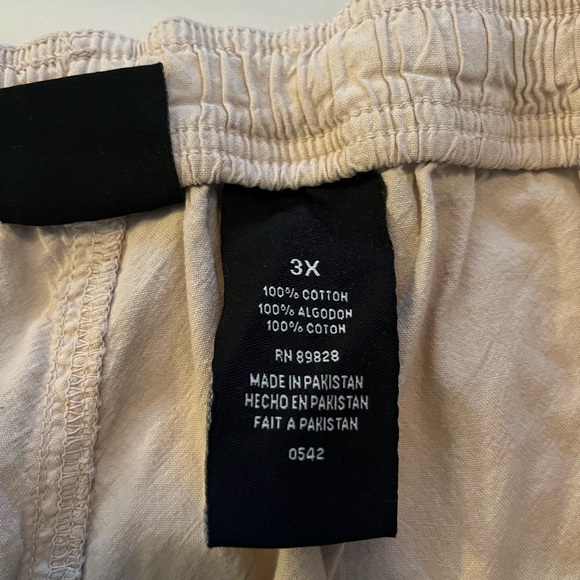 3X
100% COTTON
100% ALGODON
100% COTON
RN 89828
MADE IN PAKISTAN
HECHO EN PAKISTAN
FAIT A PAKISTAN
0542